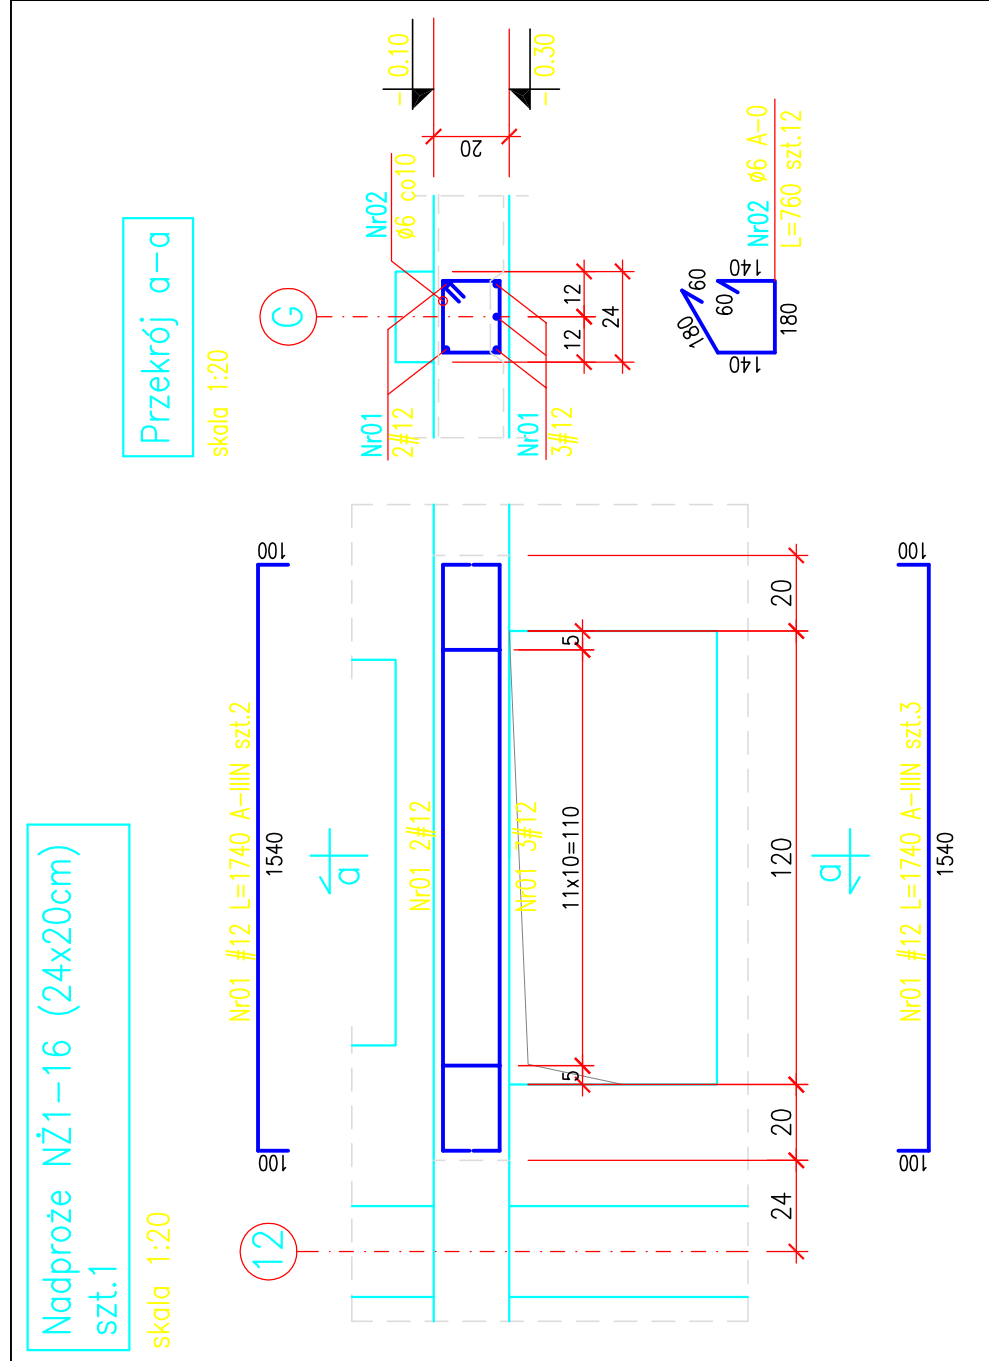 Nadproże NŻ1-16 (24x20cm)
szt.1
skala 1:20
Nr01 #12 L=1740 A-IIIN szt.2
100
1540
100
a
Nr01 2#12
Nr01 3#12
5
11x10=110
5
24
20
120
20
a
Nr01 #12 L=1740 A-IIIN szt.3
100
1540
100
12
Przekrój a-a
skala 1:20
G
Nr02
ø6 co10
Nr01
2#12
Nr01
3#12
- 0.10
- 0.30
20
12
12
24
180
60
60
140
140
180
Nr02 ø6 A-0
L=760 szt.12